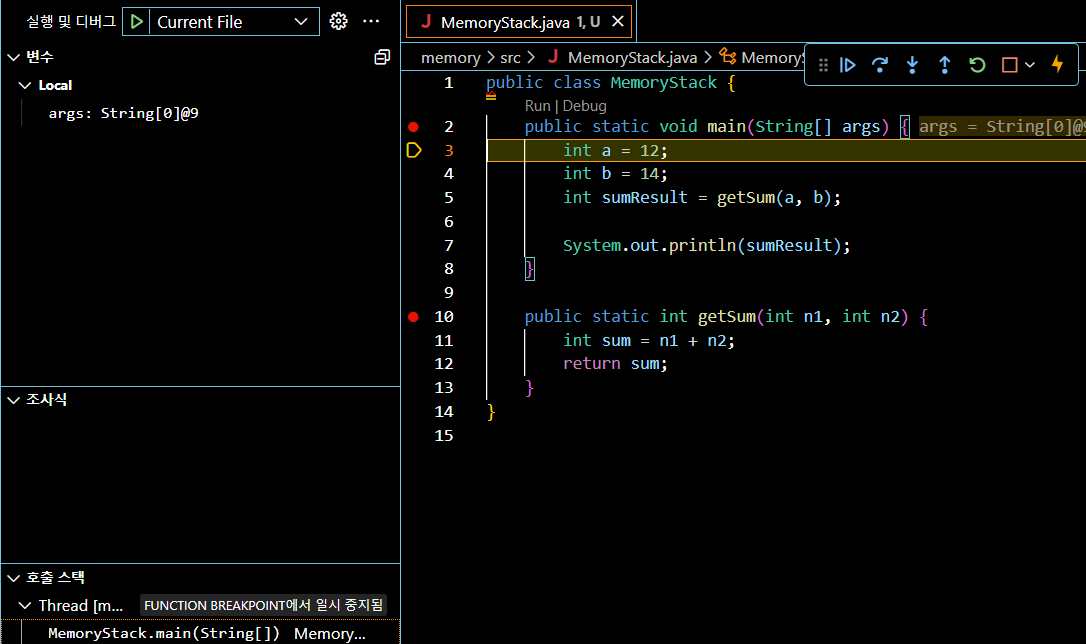 실행 및 디버그 Current File
변수
Local
args: String[0]@9
조사식
호출 스택
Thread [m... FUNCTION BREAKPOINT에서 일시 중지됨
MemoryStack.main(String[]) Memory...
MemoryStack.java 1, U
memory > src > MemoryStack.java > Memory
1 public class MemoryStack {
Run | Debug
2 public static void main(String[] args) { args = String[0]@9
3 int a = 12;
4 int b = 14;
5 int sumResult = getSum(a, b);
6
7 System.out.println(sumResult);
8 }
9
10 public static int getSum(int n1, int n2) {
11 int sum = n1 + n2;
12 return sum;
13 }
14 }
15